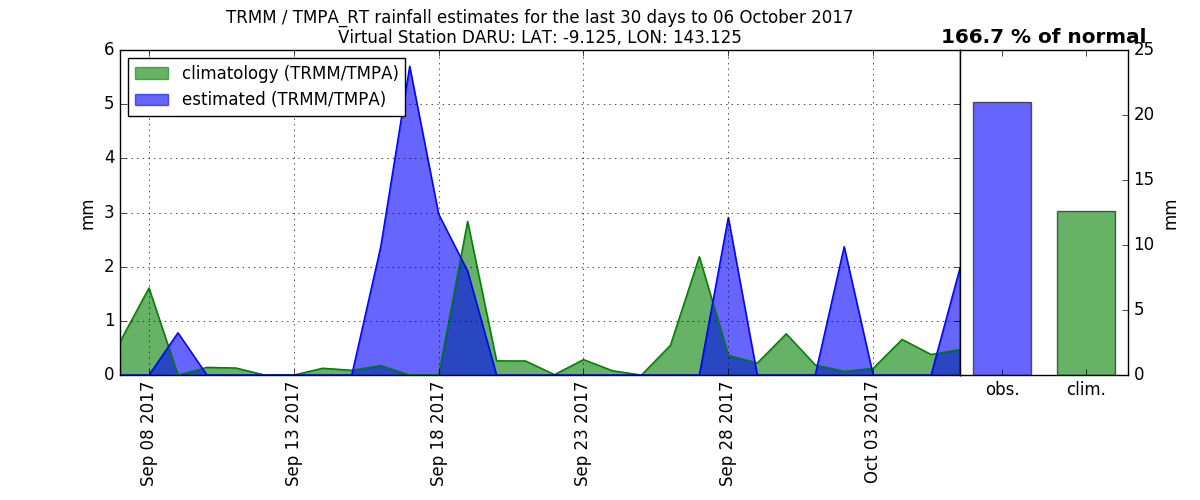 TRMM / TMPA_RT rainfall estimates for the last 30 days to 06 October 2017
Virtual Station DARU: LAT: -9.125, LON: 143.125
166.7 % of normal
climatology (TRMM/TMPA)
estimated (TRMM/TMPA)
mm
6
5
4
3
2
1
0
Sep 08 2017
Sep 13 2017
Sep 18 2017
Sep 23 2017
Sep 28 2017
Oct 03 2017
25
20
15
10
5
0
mm
obs.
clim.